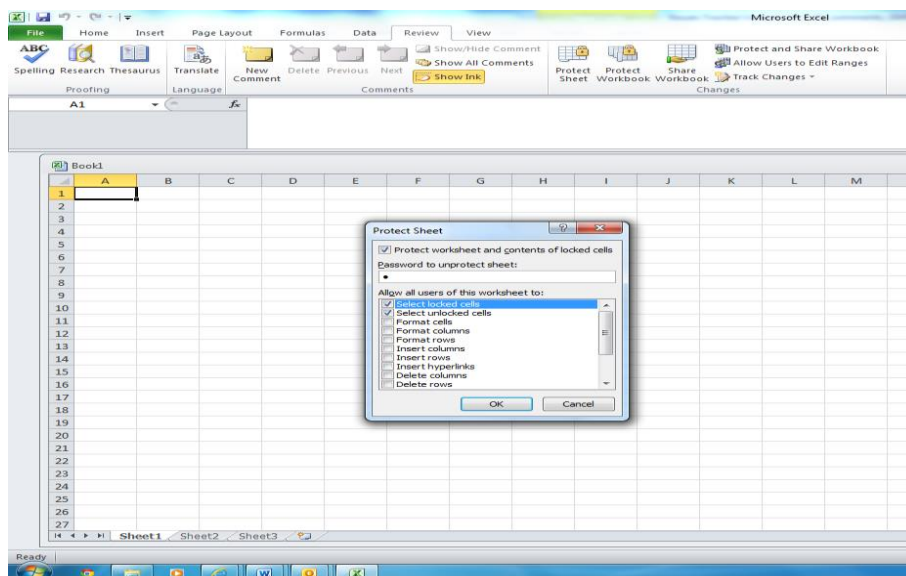 Microsoft Excel
File Home Insert Page Layout Formulas Data Review View
ABC
Spelling Research Thesaurus Translate New Comment Delete Previous Next Show/Hide Comment
Show All Comments
Show Ink
Protect Sheet Protect Workbook Share Workbook Protect and Share Workbook
Allow Users to Edit Ranges
Track Changes
Proofing Language Comments Changes
A1 fx
Book1
A B C D E F G H I J K L M
1
2
3
4
5
6
7
8
9
10
11
12
13
14
15
16
17
18
19
20
21
22
23
24
25
26
27
Protect Sheet
Protect worksheet and contents of locked cells
Password to unprotect sheet:
Allow all users of this worksheet to:
Select locked cells
Select unlocked cells
Format cells
Format columns
Format rows
Insert columns
Insert rows
Insert hyperlinks
Delete columns
Delete rows
OK Cancel
Sheet1 Sheet2 Sheet3
Ready